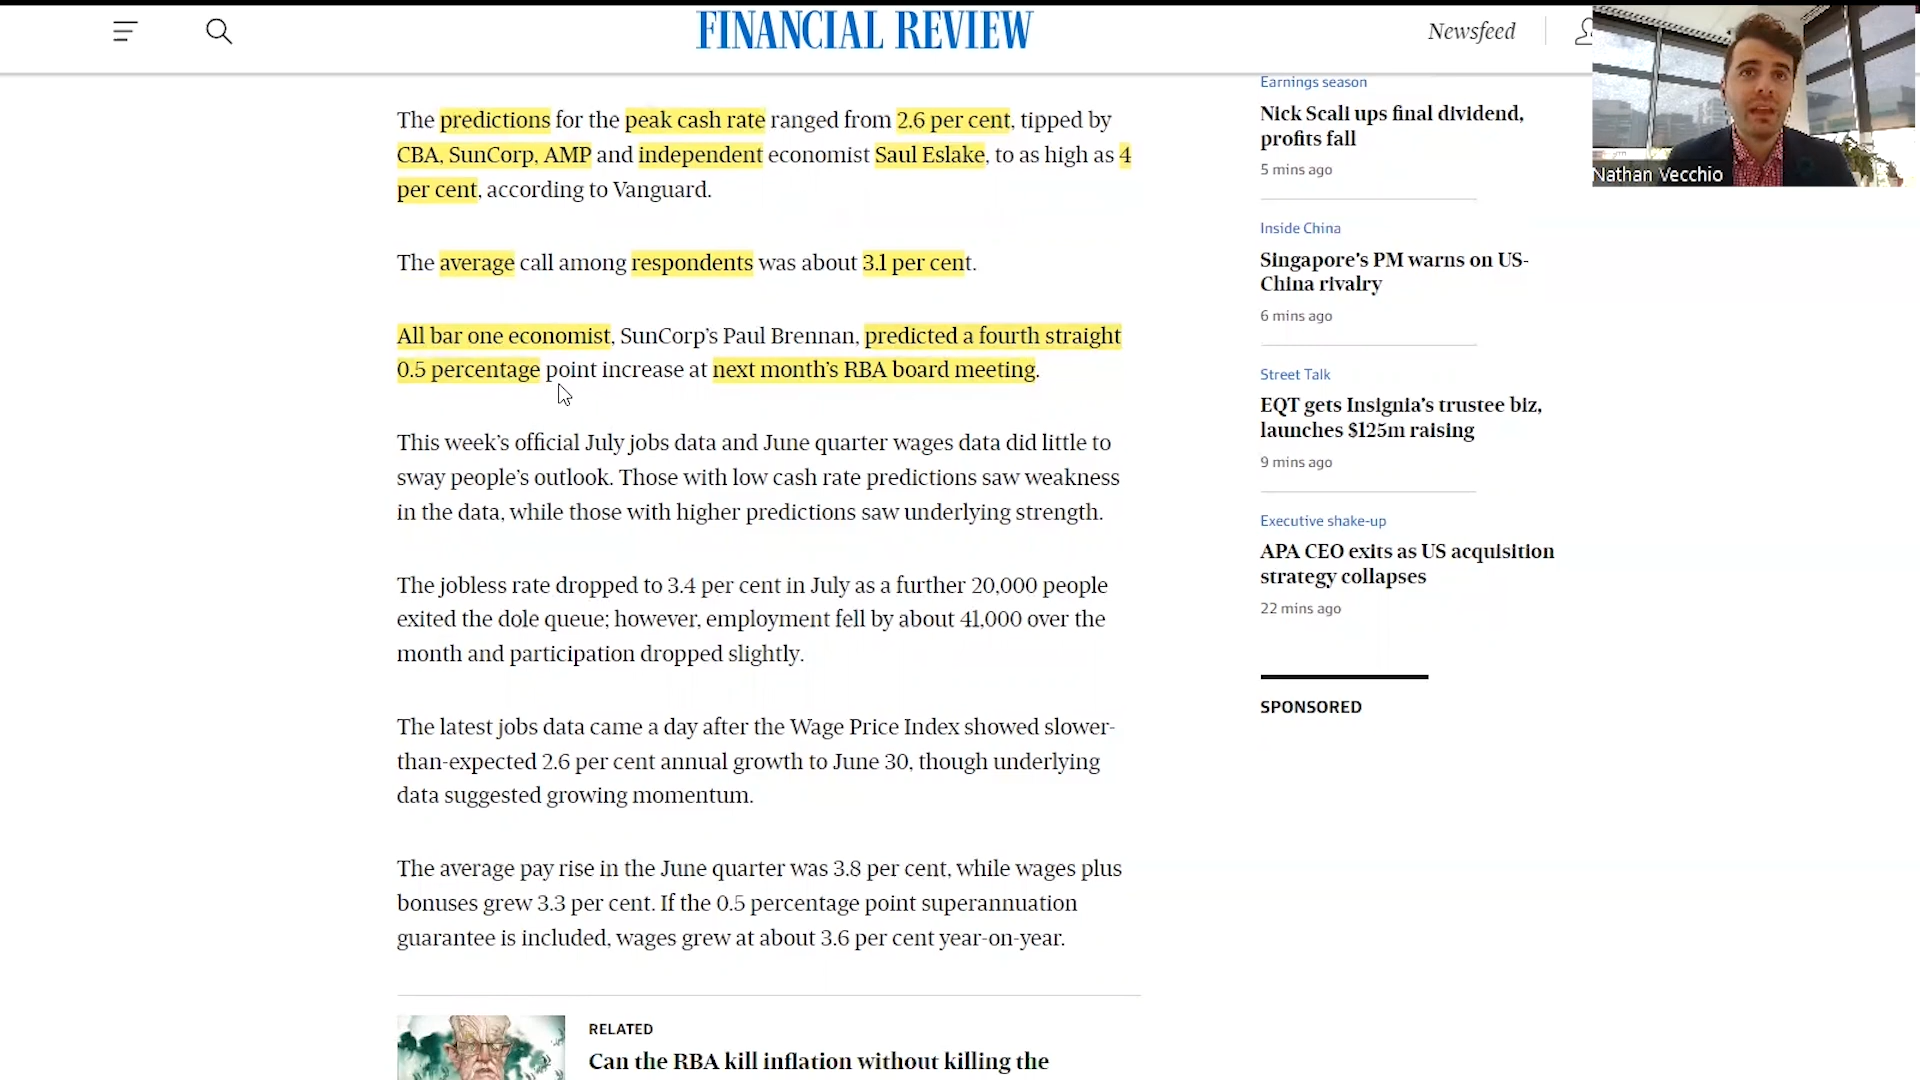 FINANCIAL REVIEW
Newsfeed
The predictions for the peak cash rate ranged from 2.6 per cent, tipped by
CBA, SunCorp, AMP and independent economist Saul Eslake, to as high as 4
per cent, according to Vanguard.
The average call among respondents was about 3.1 per cent.
All bar one economist, SunCorp’s Paul Brennan, predicted a fourth straight
0.5 percentage point increase at next month’s RBA board meeting.
This week’s official July jobs data and June quarter wages data did little to
sway people’s outlook. Those with low cash rate predictions saw weakness
in the data, while those with higher predictions saw underlying strength.
The jobless rate dropped to 3.4 per cent in July as a further 20,000 people
exited the dole queue; however, employment fell by about 41,000 over the
month and participation dropped slightly.
The latest jobs data came a day after the Wage Price Index showed slower-
than-expected 2.6 per cent annual growth to June 30, though underlying
data suggested growing momentum.
The average pay rise in the June quarter was 3.8 per cent, while wages plus
bonuses grew 3.3 per cent. If the 0.5 percentage point superannuation
guarantee is included, wages grew at about 3.6 per cent year-on-year.
RELATED
Can the RBA kill inflation without killing the
Earnings season
Nick Scali ups final dividend,
profits fall
5 mins ago
Inside China
Singapore’s PM warns on US-
China rivalry
6 mins ago
Street Talk
EQT gets Insignia’s trustee biz,
launches $125m raising
9 mins ago
Executive shake-up
APA CEO exits as US acquisition
strategy collapses
22 mins ago
SPONSORED
Nathan Vecchio